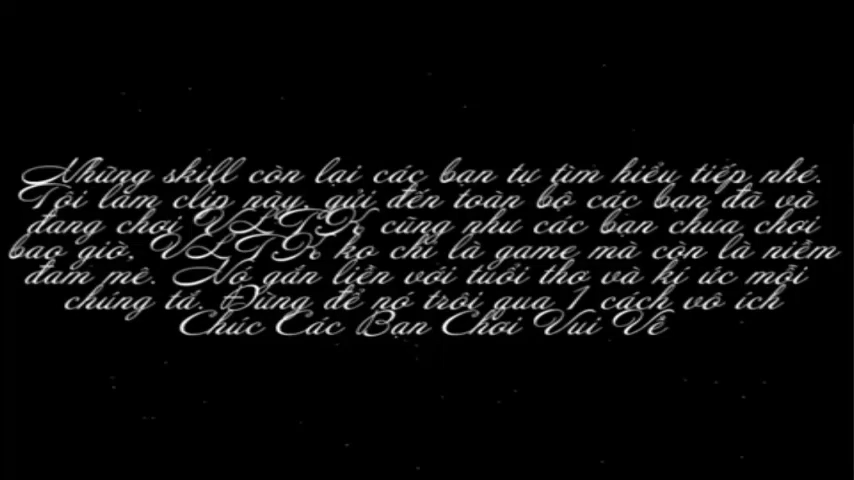 Những skill còn lại các bạn tự tìm hiểu tiếp nhé.
Tôi làm clip này, gửi đến toàn bộ các bạn đã và
đang chơi VLTK cũng như các bạn chưa chơi
bao giờ, VLTK ko chỉ là game mà còn là niềm
đam mê. Nó gắn liền với tuổi thơ và kí ức mỗi
chúng ta. Đừng để nó trôi qua 1 cách vô ích
Chúc Các Bạn Chơi Vui Vẻ